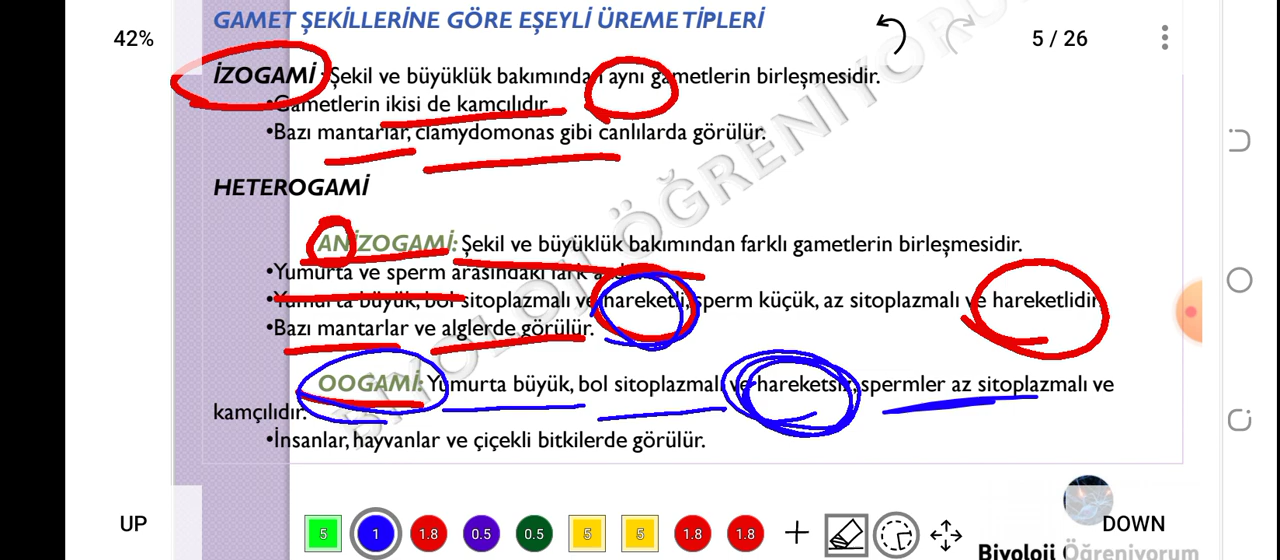 GAMET ŞEKİLLERİNE GÖRE EŞEYLİ ÜREME TİPLERİ
42%
5 / 26
İZOGAMİ: Şekil ve büyüklük bakımından aynı gametlerin birleşmesidir.
•Gametlerin ikisi de kamçılıdır.
•Bazı mantarlar, clamydomonas gibi canlılarda görülür.
HETEROGAMİ
ANİZOGAMİ: Şekil ve büyüklük bakımından farklı gametlerin birleşmesidir.
•Yumurta ve sperm arasındaki fark azdır.
•Yumurta büyük, bol sitoplazmalı ve hareketli, sperm küçük, az sitoplazmalı ve hareketlidir.
•Bazı mantarlar ve alglerde görülür.
OOGAMİ: Yumurta büyük, bol sitoplazmalı ve hareketsiz, spermler az sitoplazmalı ve
kamçılıdır.
•İnsanlar, hayvanlar ve çiçekli bitkilerde görülür.
BİYOLOJİ ÖĞRENİYORU
UP
5
1
1.8
0.5
0.5
5
5
1.8
1.8
DOWN
Biyoloji Öğreniyorum